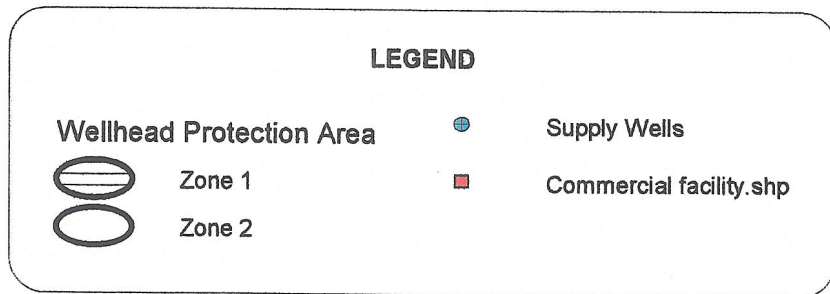 LEGEND
Wellhead Protection Area
Zone 1
Zone 2
Supply Wells
Commercial facility.shp